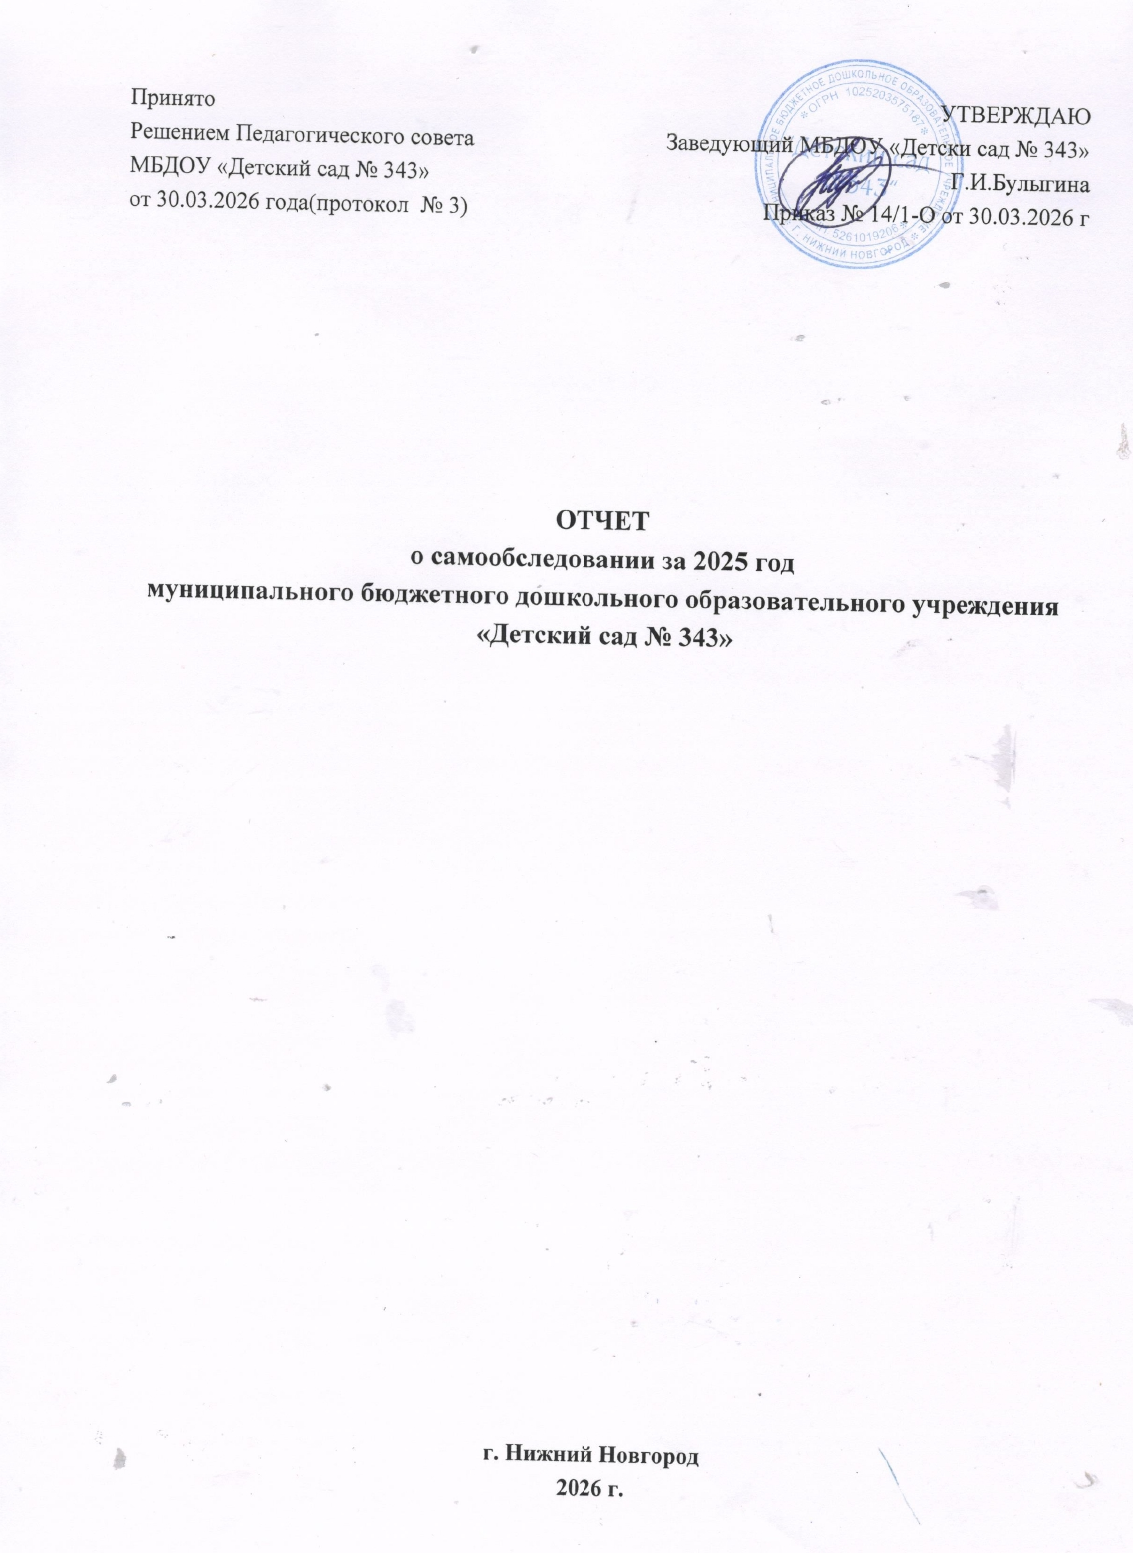 Принято
Решением Педагогического совета
МБДОУ «Детский сад № 343»
от 30.03.2026 года(протокол № 3)
УТВЕРЖДАЮ
Заведующий МБДОУ «Детски сад № 343»
Г.И.Булыгина
Приказ № 14/1-О от 30.03.2026 г
ОТЧЕТ
о самообследовании за 2025 год
муниципального бюджетного дошкольного образовательного учреждения
«Детский сад № 343»
г. Нижний Новгород
2026 г.